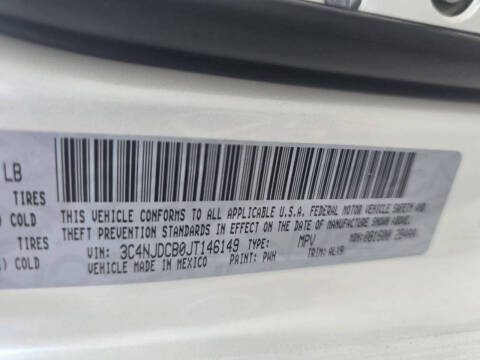 LB
TIRES
COLD
TIRES
) COLD
THIS VEHICLE CONFORMS TO ALL APPLICABLE U.S.A. FEDERAL MOTOR VEHICLE SAFETY AND
THEFT PREVENTION STANDARDS IN EFFECT ON THE DATE OF MANUFACTURE SHOWN ABOVE.
VIN: 3C4NJDCB0JT146149 TYPE: MPV
VEHICLE MADE IN MEXICO PAINT: PWH TRIM: ALX9